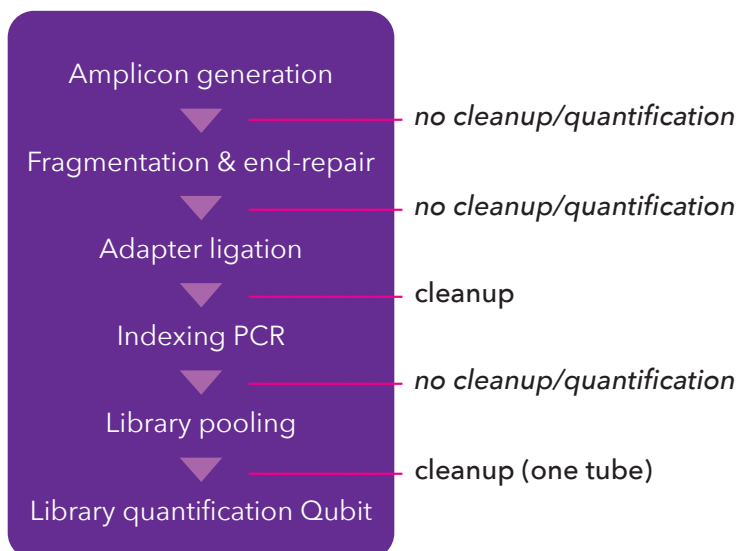 Amplicon generation
no cleanup/quantification
Fragmentation & end-repair
no cleanup/quantification
Adapter ligation
cleanup
Indexing PCR
no cleanup/quantification
Library pooling
cleanup (one tube)
Library quantification Qubit